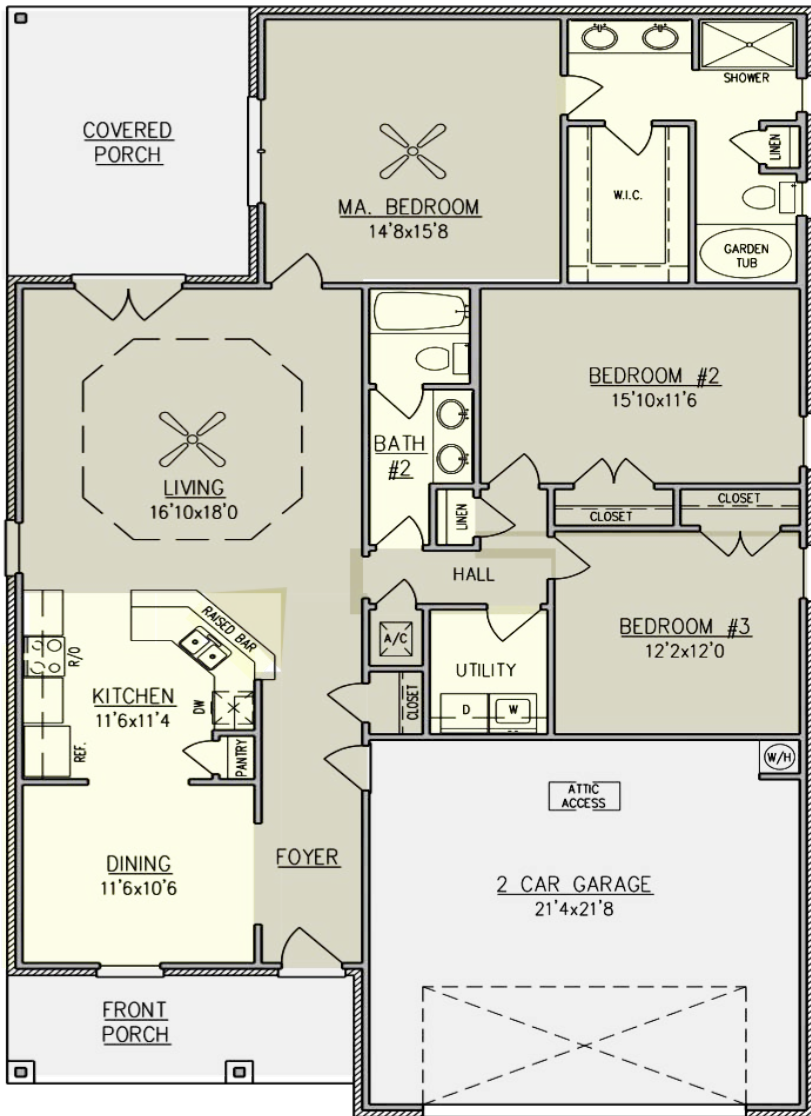 COVERED
PORCH
MA. BEDROOM
14'8x15'8
SHOWER
LINEN
W.I.C.
GARDEN
TUB
BEDROOM #2
15'10x11'6
BATH
#2
LIVING
16'10x18'0
LINEN
CLOSET
CLOSET
HALL
RAISED BAR
A/C
BEDROOM #3
12'2x12'0
R/O
KITCHEN
11'6x11'4
DW
UTILITY
CLOSET
D
W
REF.
PANTRY
W/H
ATTIC
ACCESS
DINING
11'6x10'6
FOYER
2 CAR GARAGE
21'4x21'8
FRONT
PORCH